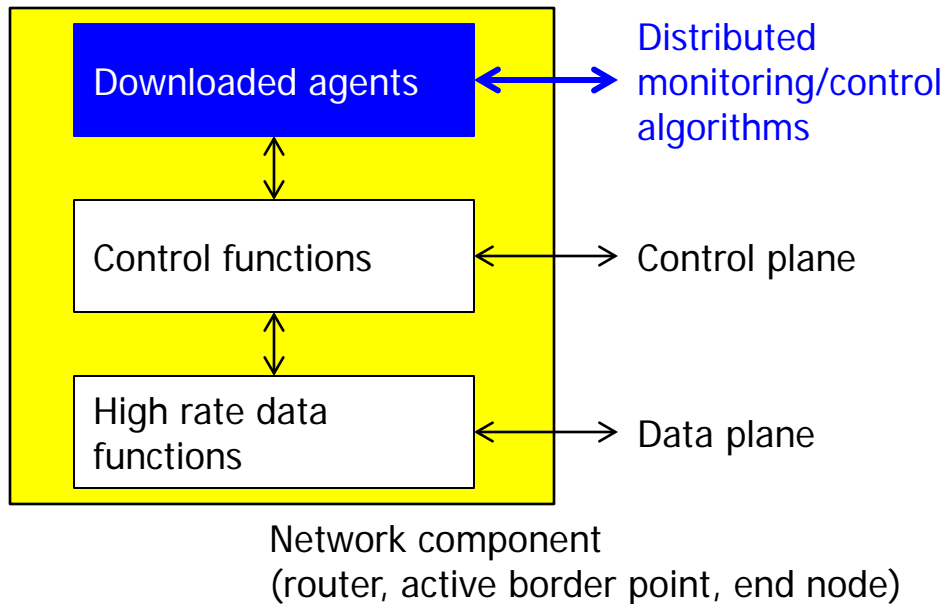 Downloaded agents
Distributed
monitoring/control
algorithms
Control functions
Control plane
High rate data
functions
Data plane
Network component
(router, active border point, end node)